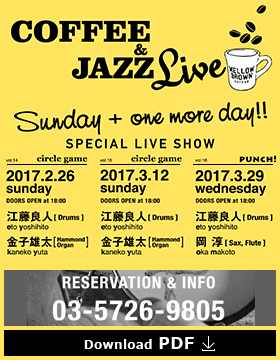 COFFEE
&
JAZZ Live
MELLOW
BROWN
COFFEE
Sunday + one more day!!
SPECIAL LIVE SHOW
vol.14 circle game
2017.2.26
sunday
DOORS OPEN at 18:00
江藤良人 [ Drums ]
eto yoshihito
金子雄太 [ Hammond Organ ]
kaneko yuta
vol.15 circle game
2017.3.12
sunday
DOORS OPEN at 18:00
江藤良人 [ Drums ]
eto yoshihito
金子雄太 [ Hammond Organ ]
kaneko yuta
vol.16 PUNCH!
2017.3.29
wednesday
DOORS OPEN at 18:00
江藤良人 [ Drums ]
eto yoshihito
岡 淳 [ Sax, Flute ]
oka makoto
RESERVATION & INFO
03-5726-9805
Download PDF